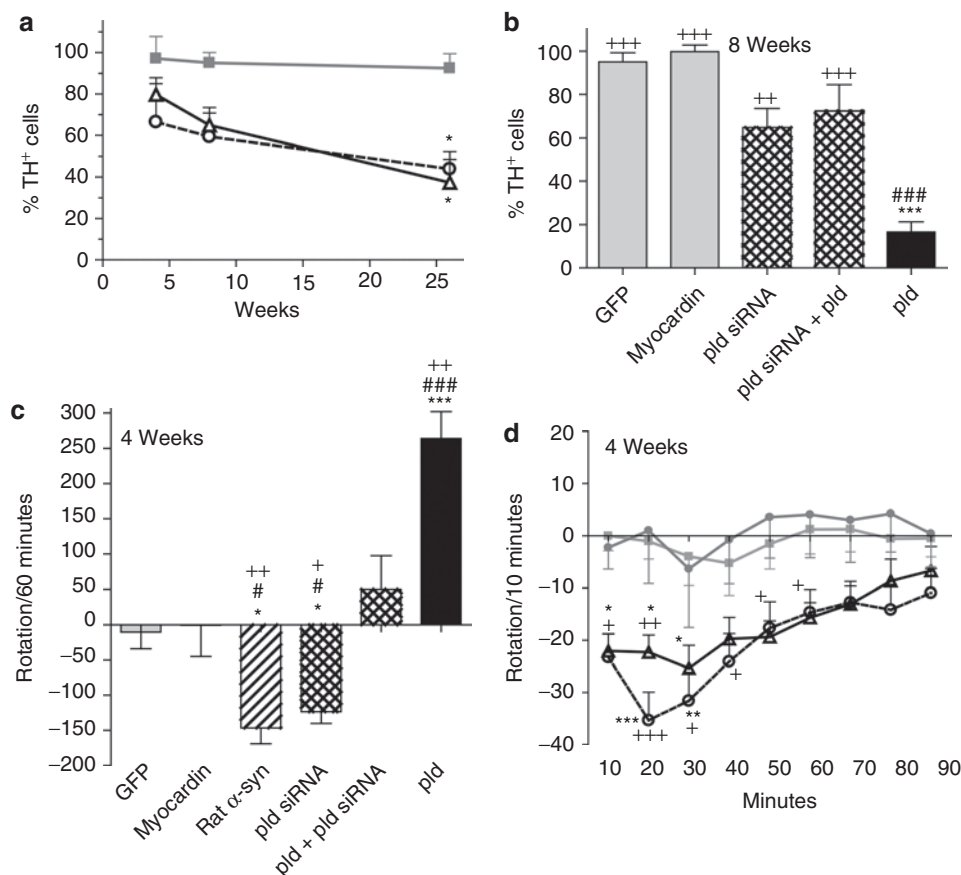 a
% TH⁺ cells
100
80
60
40
20
0
*
*
0 5 10 15 20 25
Weeks
b
% TH⁺ cells
100
80
60
40
20
0
8 Weeks
+++
+++
++
+++
###
***
GFP
Myocardin
pld siRNA
pld siRNA + pld
pld
c
Rotation/60 minutes
300
250
200
150
100
50
0
−50
−100
−150
−200
4 Weeks
++
#
*
+
#
*
++
###
***
GFP
Myocardin
Rat α-syn
pld siRNA
pld + pld siRNA
pld
d
Rotation/10 minutes
20
10
0
−10
−20
−30
−40
4 Weeks
*
+
*
++
*
+
+
+
***
+++
**
+
10 20 30 40 50 60 70 80 90
Minutes